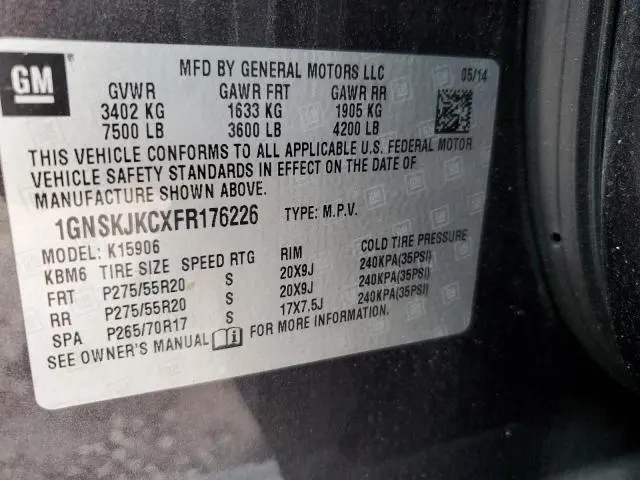 GM
MFD BY GENERAL MOTORS LLC 05/14
GVWR GAWR FRT GAWR RR
3402 KG 1633 KG 1905 KG
7500 LB 3600 LB 4200 LB
THIS VEHICLE CONFORMS TO ALL APPLICABLE U.S. FEDERAL MOTOR
VEHICLE SAFETY STANDARDS IN EFFECT ON THE DATE OF
MANUFACTURE SHOWN ABOVE.
1GNSKJKCXFR176226 TYPE: M.P.V.
MODEL: K15906
KBM6 TIRE SIZE SPEED RTG RIM COLD TIRE PRESSURE
FRT P275/55R20 S 20X9J 240KPA(35PSI)
RR P275/55R20 S 20X9J 240KPA(35PSI)
SPA P265/70R17 S 17X7.5J 240KPA(35PSI)
SEE OWNER'S MANUAL FOR MORE INFORMATION.